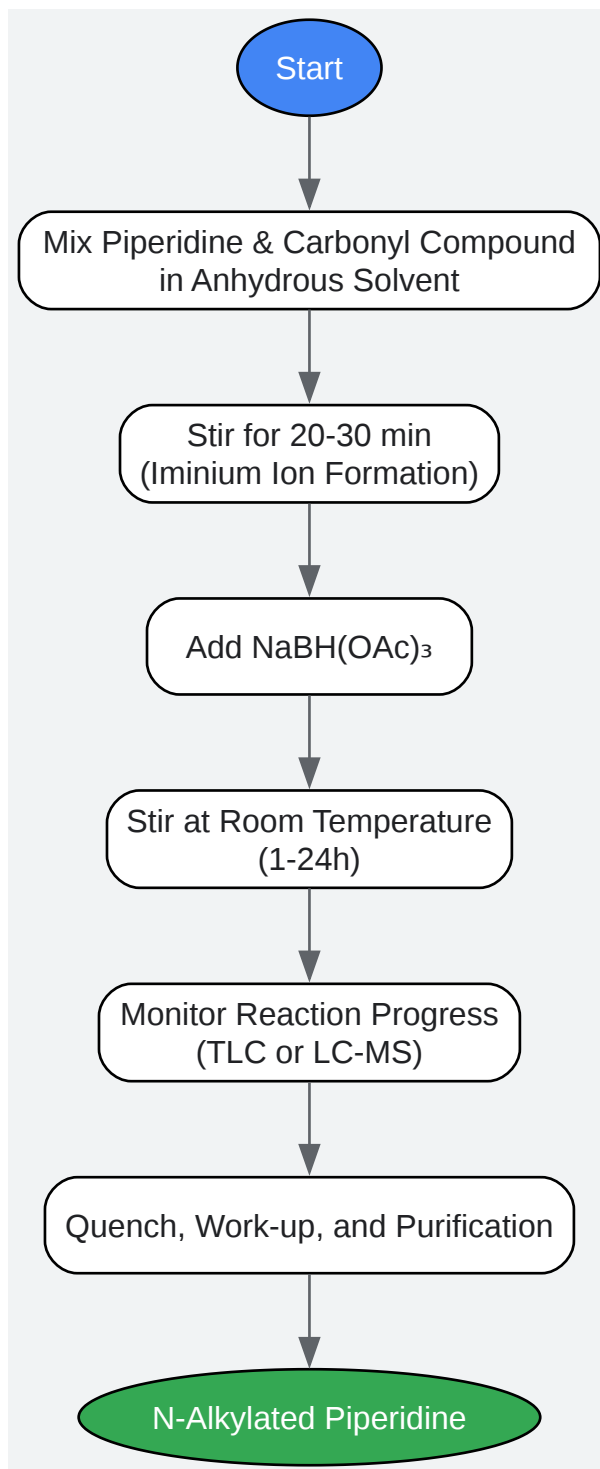 Start
Mix Piperidine & Carbonyl Compound
in Anhydrous Solvent
Stir for 20-30 min
(Iminium Ion Formation)
Add NaBH(OAc)₃
Stir at Room Temperature
(1-24h)
Monitor Reaction Progress
(TLC or LC-MS)
Quench, Work-up, and Purification
N-Alkylated Piperidine